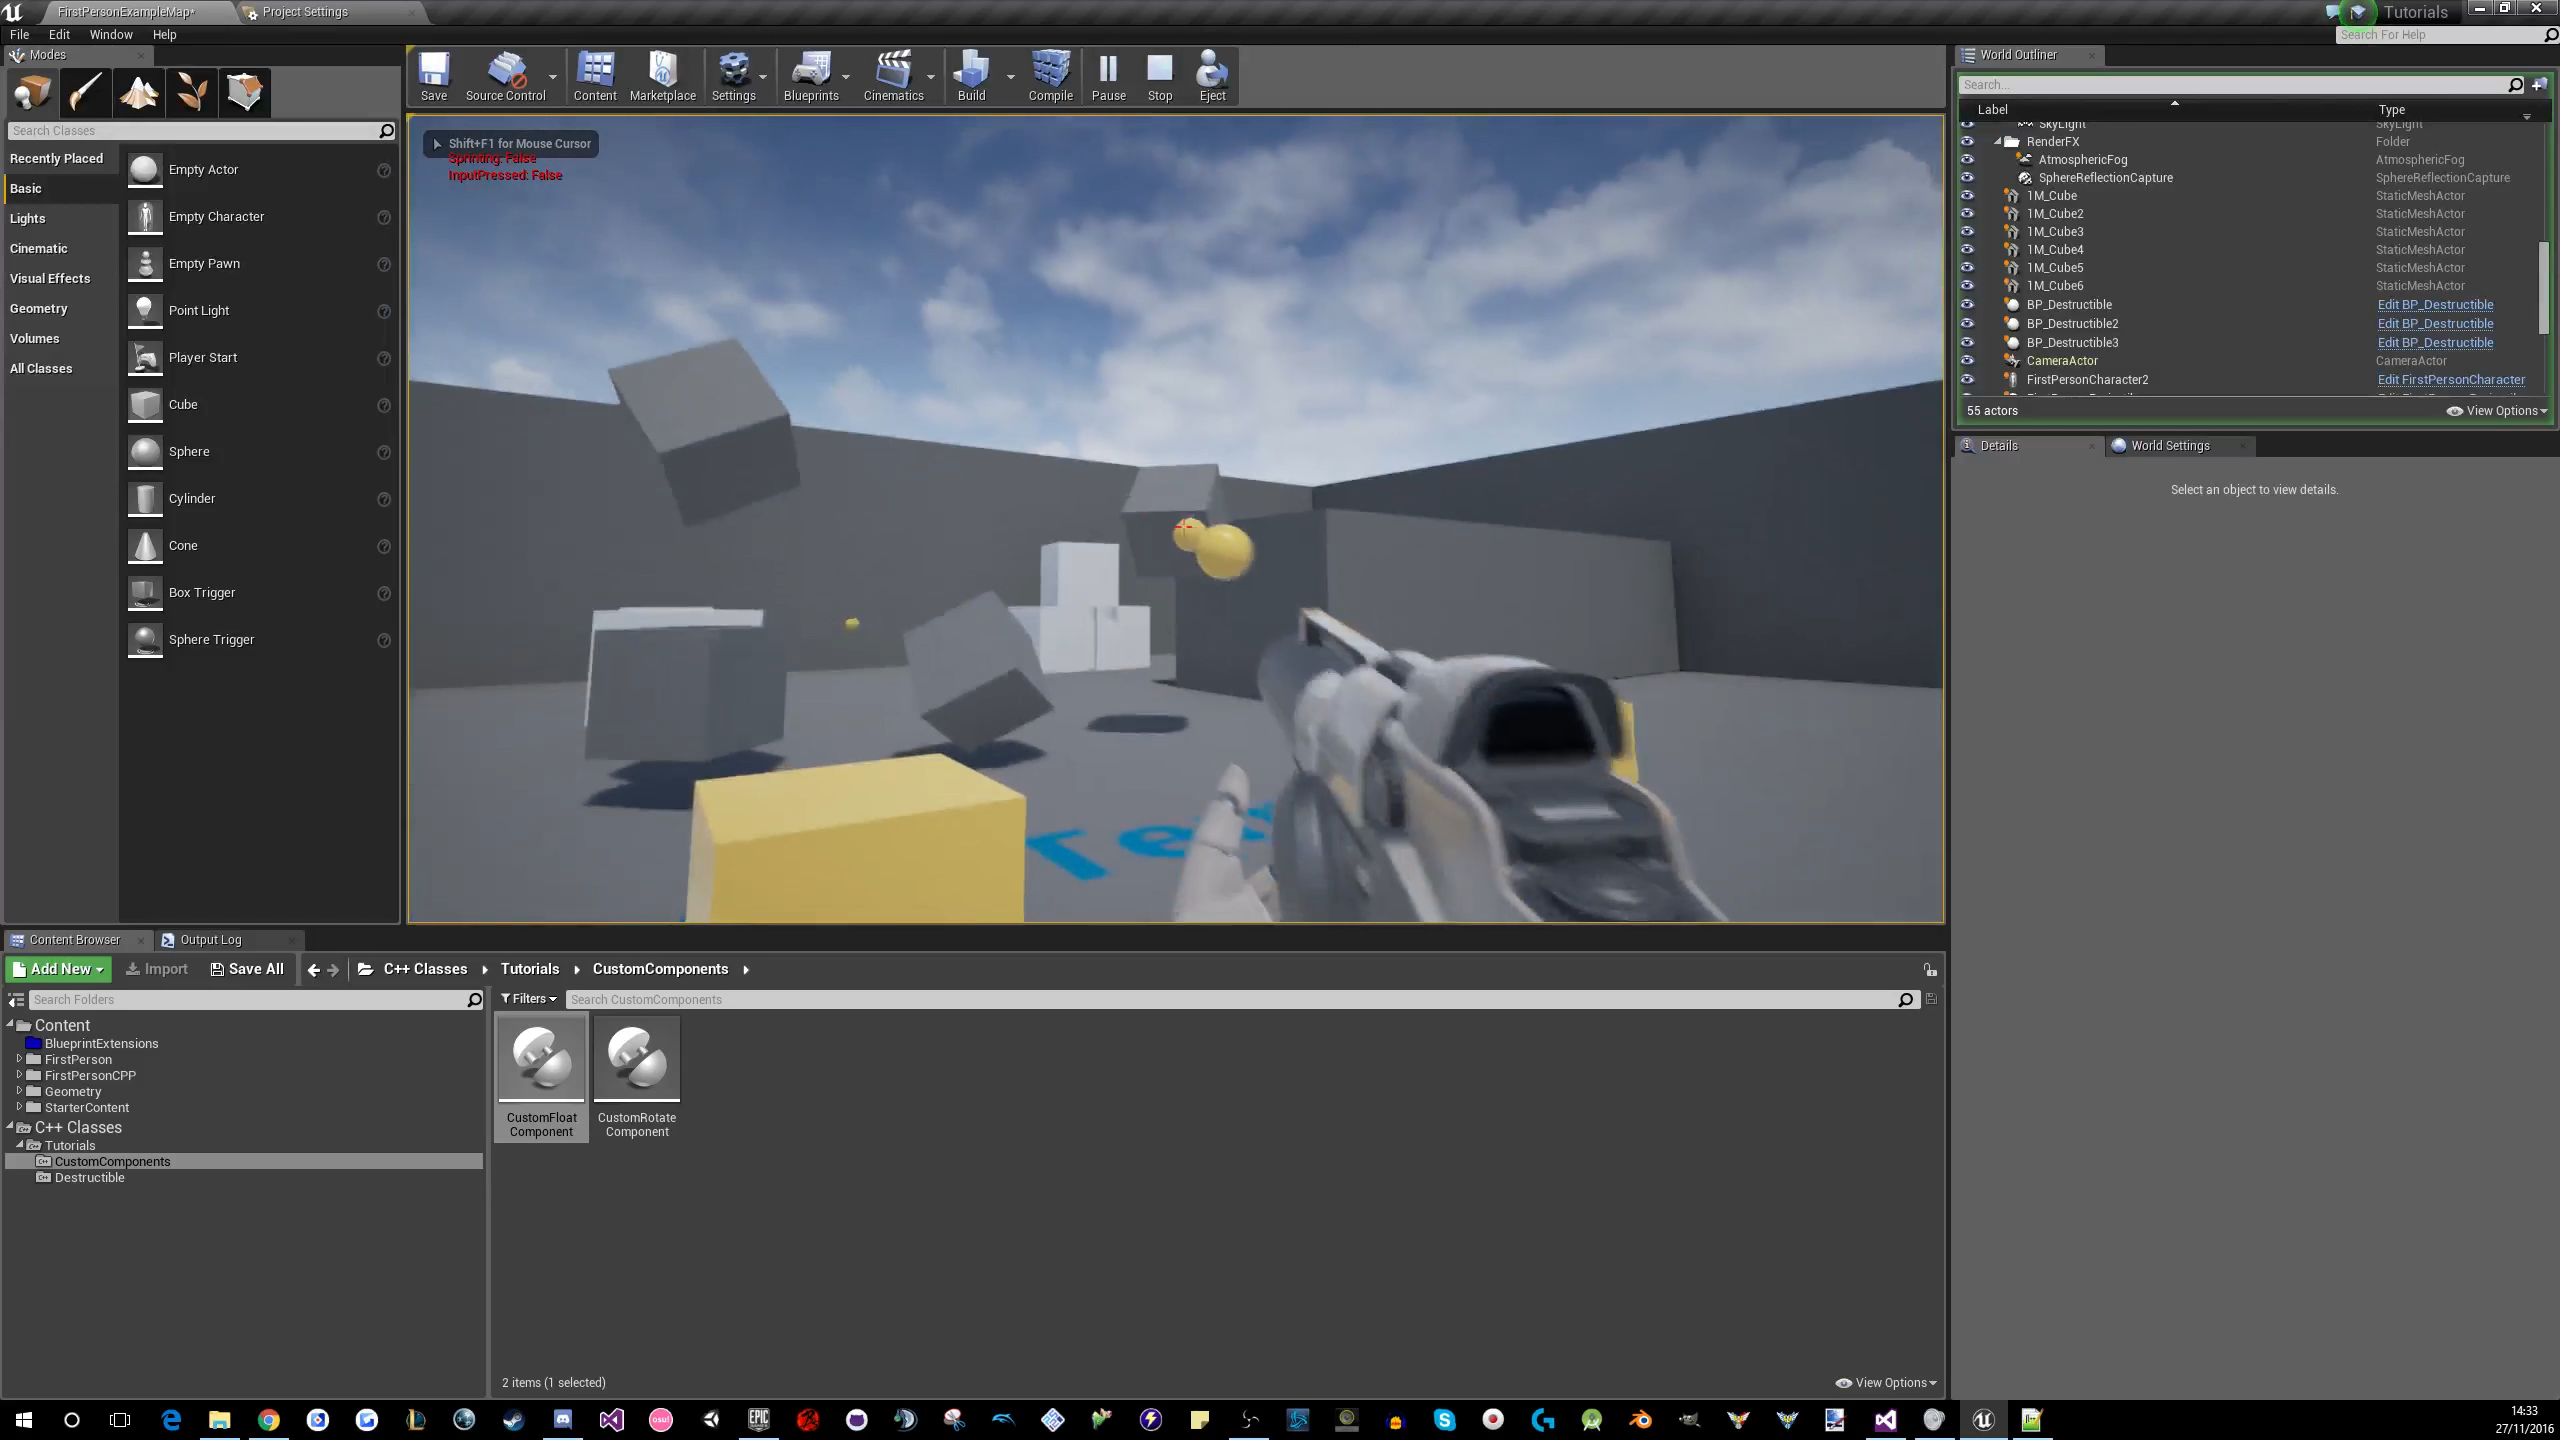 FirstPersonExampleMap*
Project Settings
Tutorials
File Edit Window Help
Search For Help
Modes
Search Classes
Recently Placed
Basic
Lights
Cinematic
Visual Effects
Geometry
Volumes
All Classes
Empty Actor
Empty Character
Empty Pawn
Point Light
Player Start
Cube
Sphere
Cylinder
Cone
Box Trigger
Sphere Trigger
Save
Source Control
Content
Marketplace
Settings
Blueprints
Cinematics
Build
Compile
Pause
Stop
Eject
Shift+F1 for Mouse Cursor
Sprinting: False
InputPressed: False
World Outliner
Search...
Label Type
SkyLight SkyLight
RenderFX Folder
AtmosphericFog AtmosphericFog
SphereReflectionCapture SphereReflectionCapture
1M_Cube StaticMeshActor
1M_Cube2 StaticMeshActor
1M_Cube3 StaticMeshActor
1M_Cube4 StaticMeshActor
1M_Cube5 StaticMeshActor
1M_Cube6 StaticMeshActor
BP_Destructible Edit BP_Destructible
BP_Destructible2 Edit BP_Destructible
BP_Destructible3 Edit BP_Destructible
CameraActor CameraActor
FirstPersonCharacter2 Edit FirstPersonCharacter
55 actors
View Options
Details
World Settings
Select an object to view details.
Content Browser
Output Log
Add New
Import
Save All
C++ Classes
Tutorials
CustomComponents
Search Folders
Filters
Search CustomComponents
Content
BlueprintExtensions
FirstPerson
FirstPersonCPP
Geometry
StarterContent
C++ Classes
Tutorials
CustomComponents
Destructible
CustomFloat
Component
CustomRotate
Component
2 items (1 selected)
View Options
osu!
EPIC
GAMES
14:33
27/11/2016